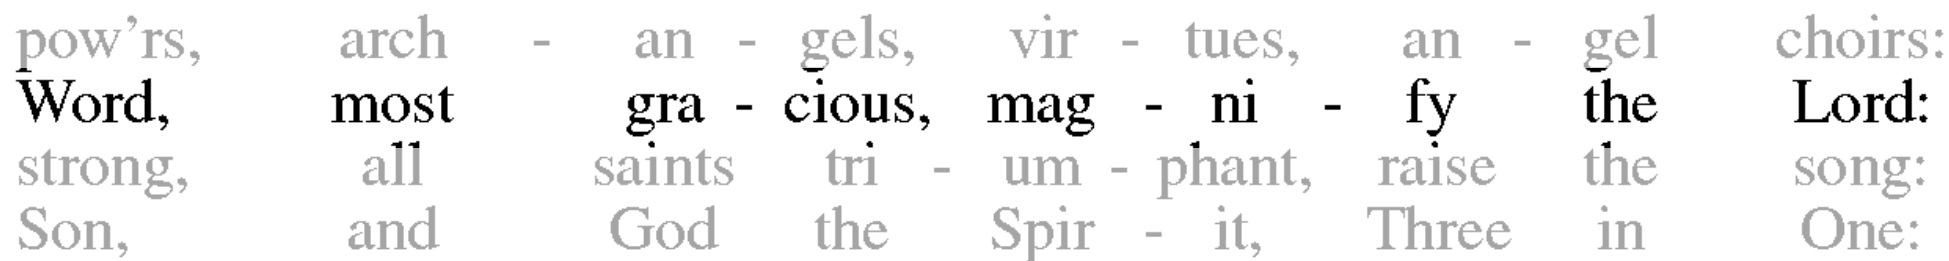 pow’rs, arch - an - gels, vir - tues, an - gel choirs:
Word, most gra - cious, mag - ni - fy the Lord:
strong, all saints tri - um - phant, raise the song:
Son, and God the Spir - it, Three in One: